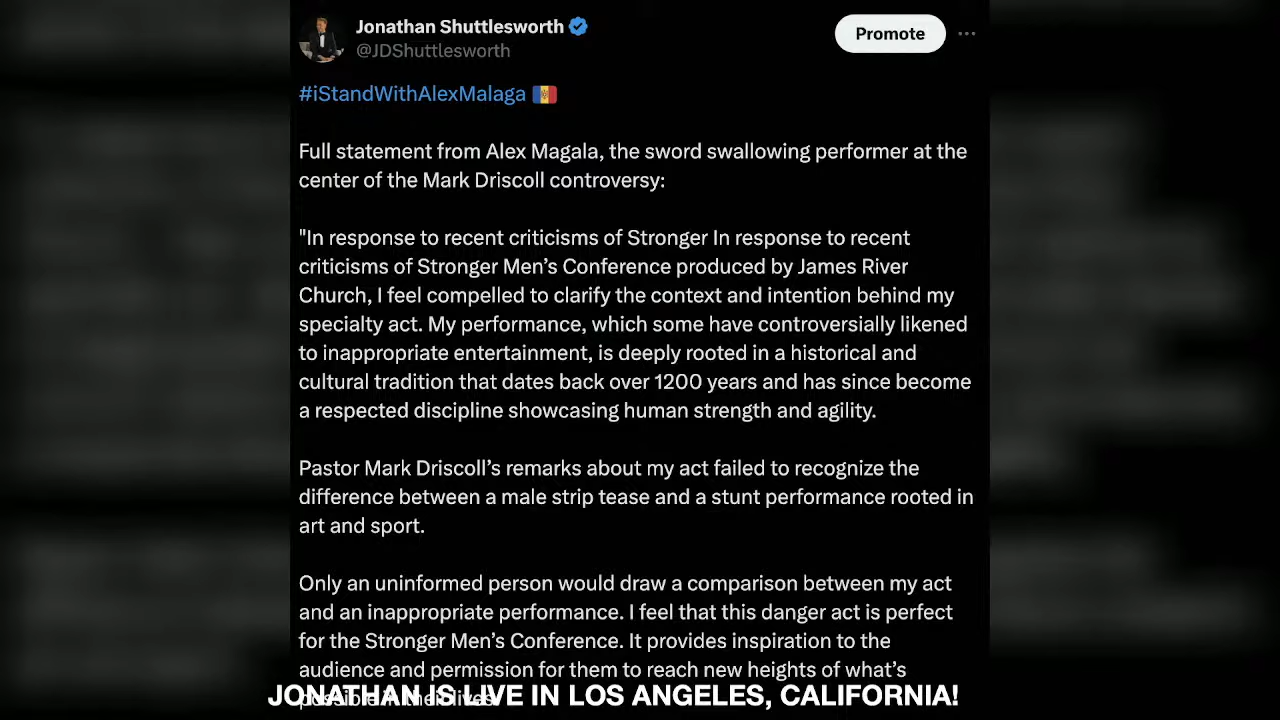 Jonathan Shuttlesworth
@JDShuttlesworth
Promote
#iStandWithAlexMalaga
Full statement from Alex Magala, the sword swallowing performer at the
center of the Mark Driscoll controversy:
"In response to recent criticisms of Stronger In response to recent
criticisms of Stronger Men's Conference produced by James River
Church, I feel compelled to clarify the context and intention behind my
specialty act. My performance, which some have controversially likened
to inappropriate entertainment, is deeply rooted in a historical and
cultural tradition that dates back over 1200 years and has since become
a respected discipline showcasing human strength and agility.
Pastor Mark Driscoll's remarks about my act failed to recognize the
difference between a male strip tease and a stunt performance rooted in
art and sport.
Only an uninformed person would draw a comparison between my act
and an inappropriate performance. I feel that this danger act is perfect
for the Stronger Men's Conference. It provides inspiration to the
audience and permission for them to reach new heights of what's
JONATHAN IS LIVE IN LOS ANGELES, CALIFORNIA!